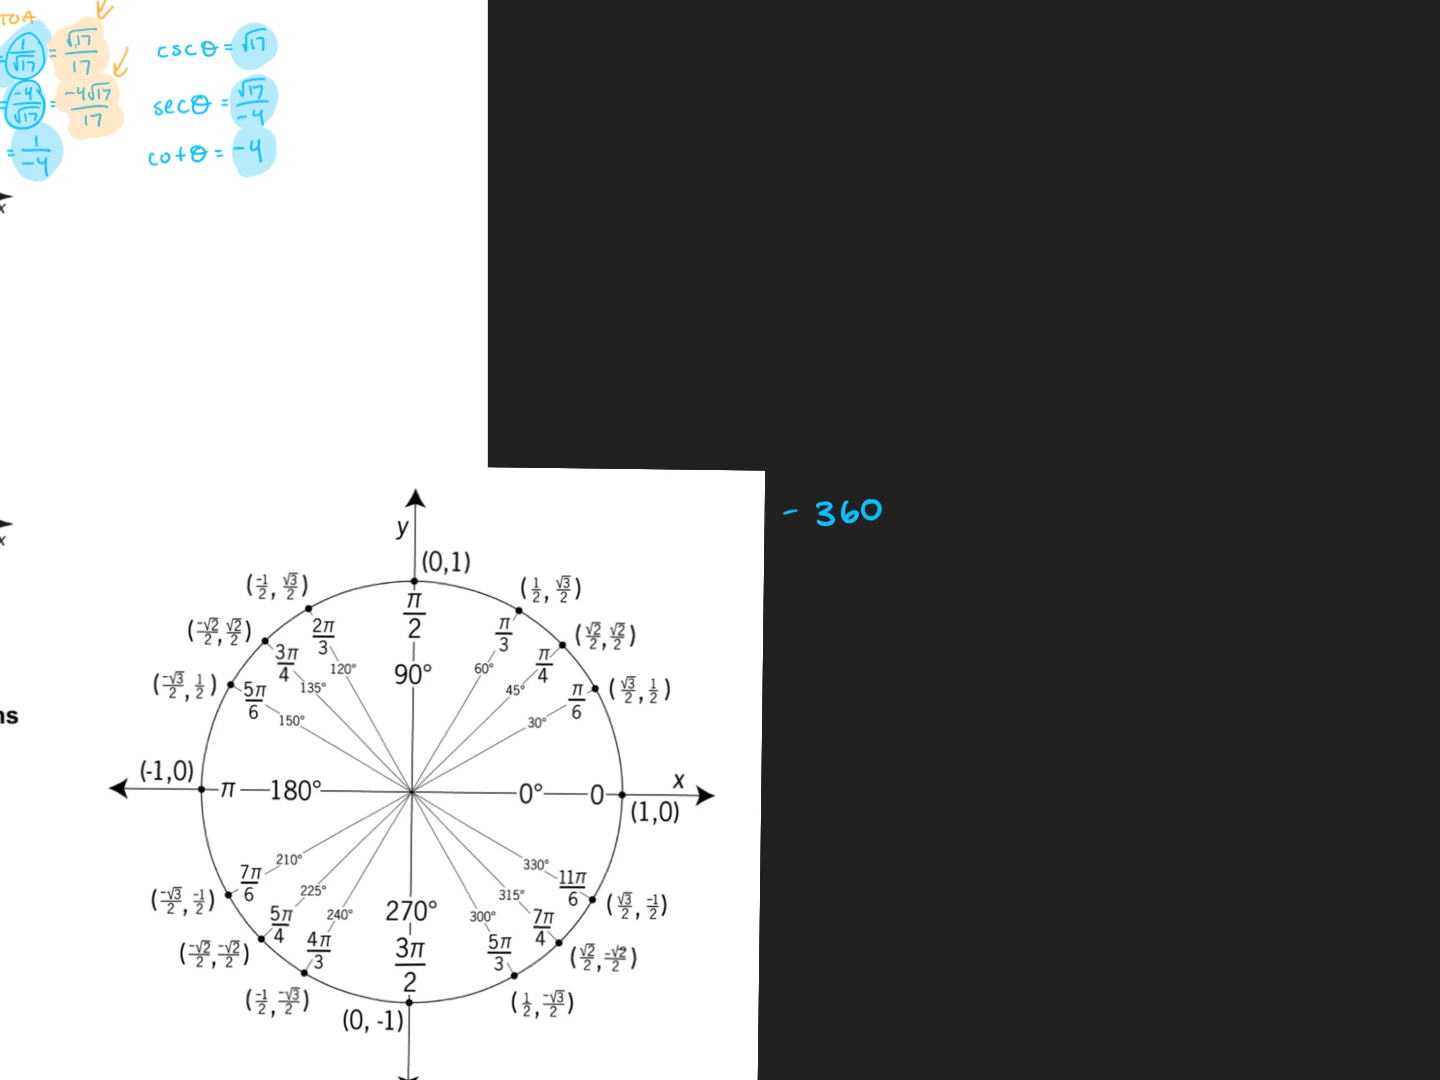 TOA
= 1/√17 = √17/17 cscθ = √17
= -4/√17 = -4√17/17 secθ = √17/-4
= 1/-4 cotθ = -4
x
- 360
y
x
(0,1)
(-1/2, √3/2) (1/2, √3/2)
π/2
2π/3 π/3
(-√2/2, √2/2) (√2/2, √2/2)
3π/4 π/4
120° 90° 60°
(-√3/2, 1/2) 135° 45° (√3/2, 1/2)
5π/6 π/6
150° 30°
ns
(-1,0) x
π 180° 0° 0
(1,0)
210° 330°
7π/6 11π/6
225° 315°
(-√3/2, -1/2) (√3/2, -1/2)
240° 270° 300°
5π/4 7π/4
4π/3 3π/2 5π/3
(-√2/2, -√2/2) (√2/2, -√2/2)
(-1/2, -√3/2) (1/2, -√3/2)
(0, -1)